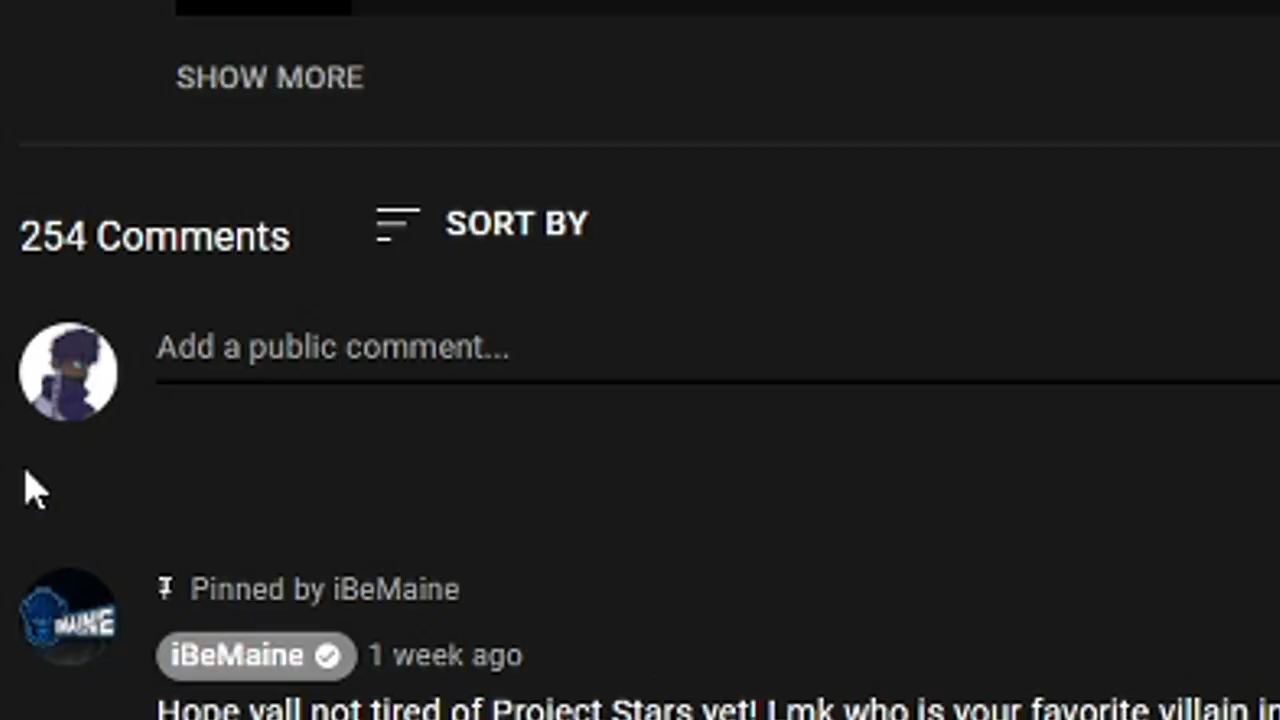 SHOW MORE
254 Comments SORT BY
Add a public comment...
MAINE
Pinned by iBeMaine
iBeMaine 1 week ago
Hope yall not tired of Project Stars yet! Lmk who is your favorite villain in